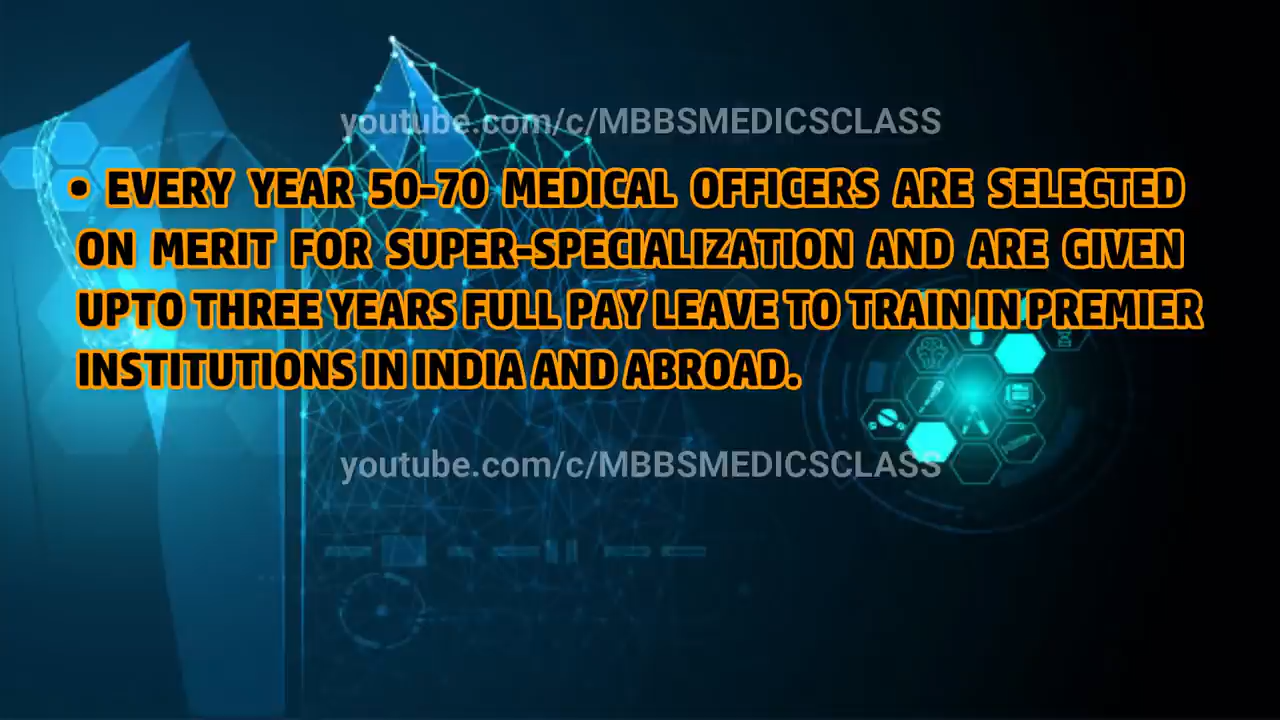 youtube.com/c/MBBSMEDICSCLASS
• EVERY YEAR 50-70 MEDICAL OFFICERS ARE SELECTED
ON MERIT FOR SUPER-SPECIALIZATION AND ARE GIVEN
UPTO THREE YEARS FULL PAY LEAVE TO TRAIN IN PREMIER
INSTITUTIONS IN INDIA AND ABROAD.
youtube.com/c/MBBSMEDICSCLASS